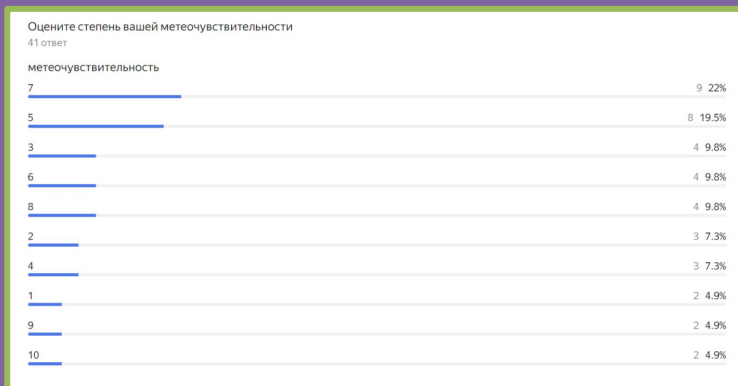 Оцените степень вашей метеочувствительности
41 ответ
метеочувствительность
7 9 22%
5 8 19.5%
3 4 9.8%
6 4 9.8%
8 4 9.8%
2 3 7.3%
4 3 7.3%
1 2 4.9%
9 2 4.9%
10 2 4.9%